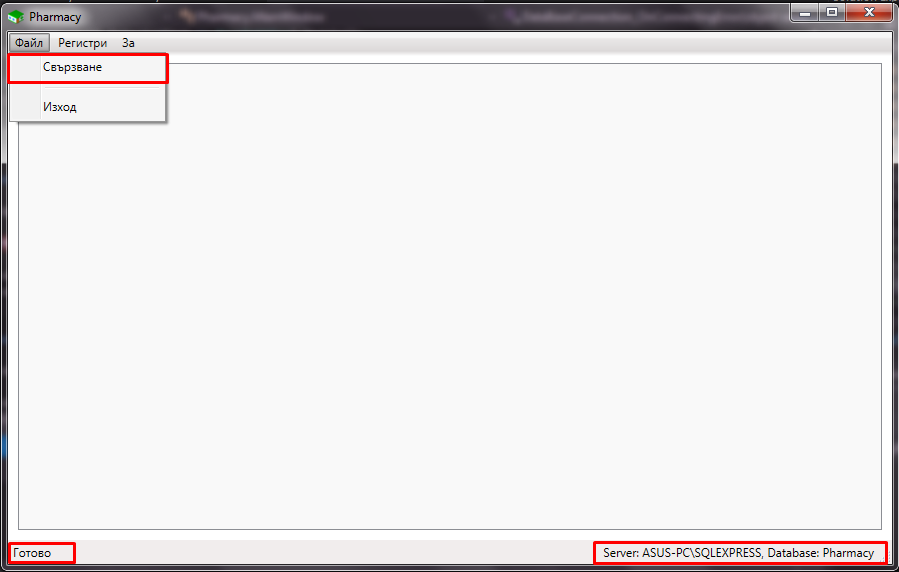 Pharmacy
Файл Регистри За
Свързване
Изход
Готово
Server: ASUS-PC\SQLEXPRESS, Database: Pharmacy